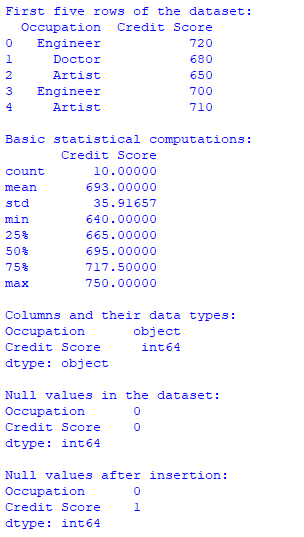 First five rows of the dataset:
  Occupation  Credit Score
0   Engineer           720
1     Doctor           680
2     Artist           650
3   Engineer           700
4     Artist           710

Basic statistical computations:
       Credit Score
count      10.00000
mean      693.00000
std        35.91657
min       640.00000
25%       665.00000
50%       695.00000
75%       717.50000
max       750.00000

Columns and their data types:
Occupation      object
Credit Score     int64
dtype: object

Null values in the dataset:
Occupation      0
Credit Score    0
dtype: int64

Null values after insertion:
Occupation      0
Credit Score    1
dtype: int64